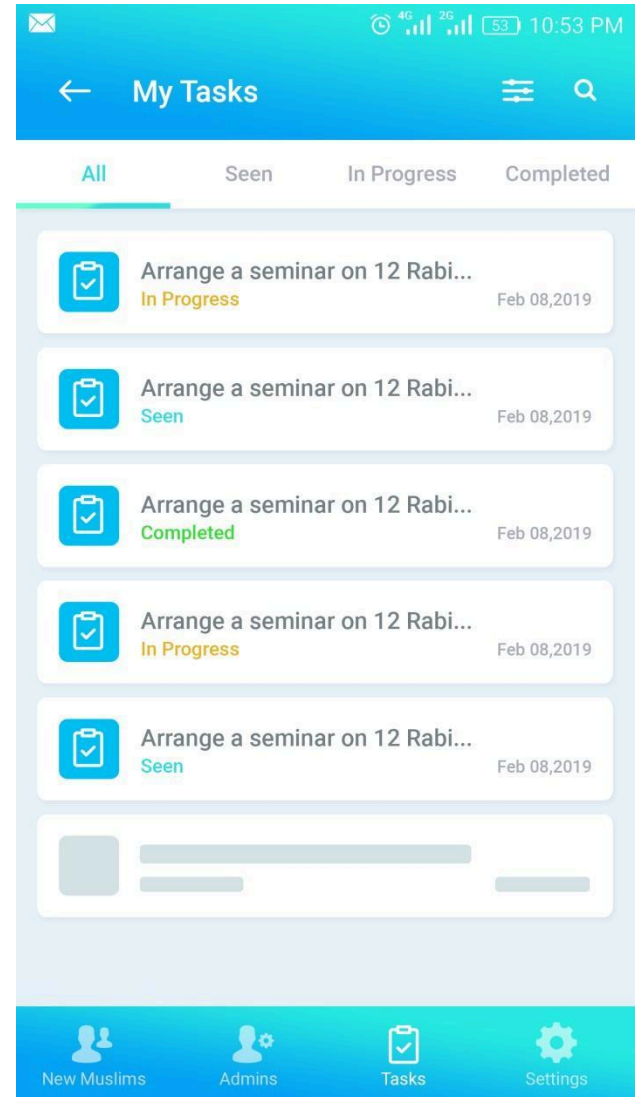 4G 2G 53 10:53 PM
My Tasks
All Seen In Progress Completed
Arrange a seminar on 12 Rabi...
In Progress Feb 08,2019
Arrange a seminar on 12 Rabi...
Seen Feb 08,2019
Arrange a seminar on 12 Rabi...
Completed Feb 08,2019
Arrange a seminar on 12 Rabi...
In Progress Feb 08,2019
Arrange a seminar on 12 Rabi...
Seen Feb 08,2019
New Muslims Admins Tasks Settings